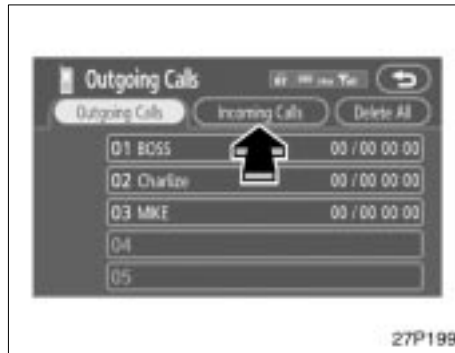 Outgoing Calls
Outgoing Calls Incoming Calls Delete All
01 BOSS 00/00 00:00
02 Charlize 00/00 00:00
03 MIKE 00/00 00:00
04
05
27P199